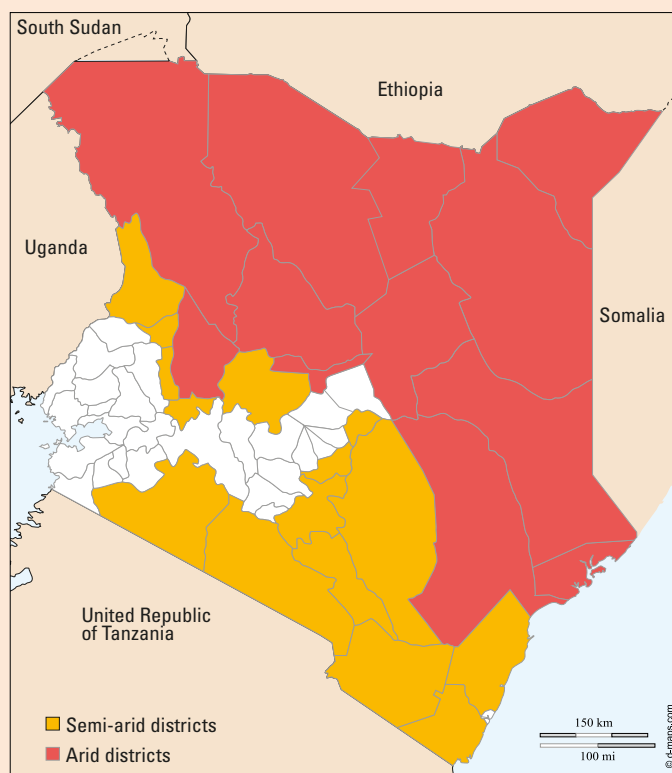 South Sudan
Ethiopia
Uganda
Somalia
United Republic
of Tanzania
Semi-arid districts
Arid districts
150 km
100 mi
© d-maps.com